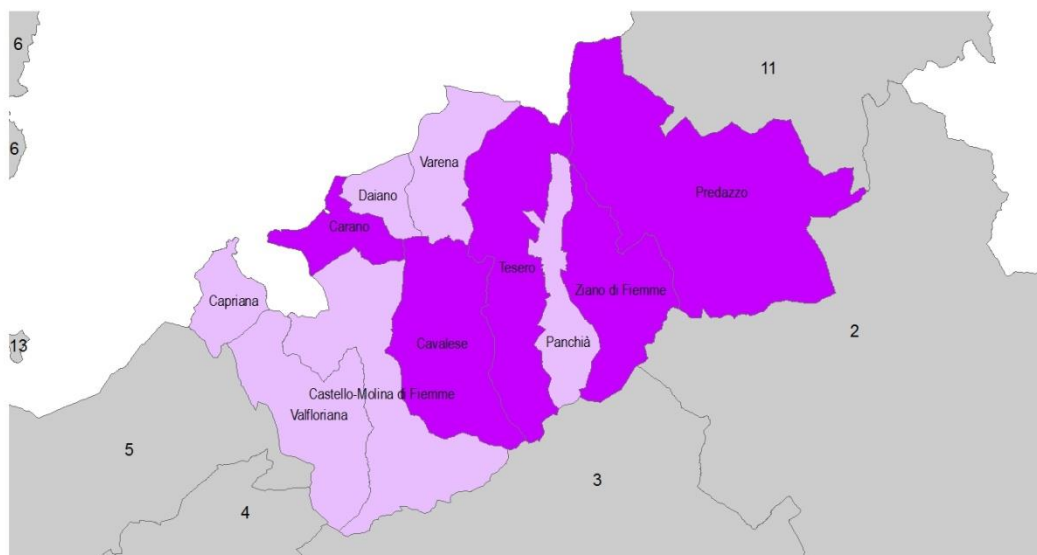 6
11
6
Varena
Daiano
Predazzo
Carano
Tesero
Capriana
Ziano di Fiemme
13
Cavalese
Panchià
2
Castello-Molina di Fiemme
Valfloriana
5
3
4